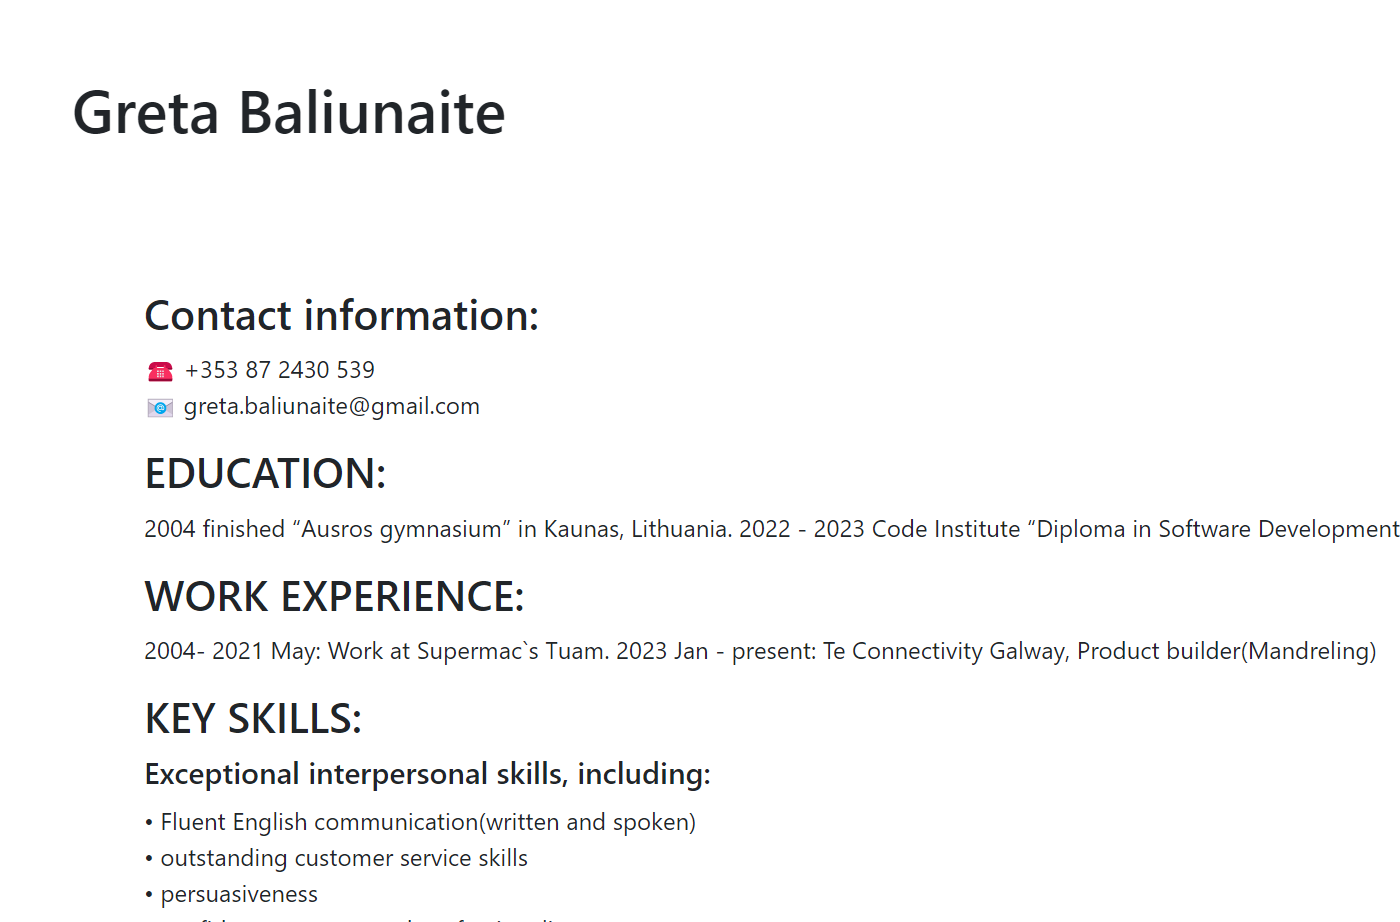 Greta Baliunaite
Contact information:
+353 87 2430 539
greta.baliunaite@gmail.com
EDUCATION:
2004 finished “Ausros gymnasium” in Kaunas, Lithuania. 2022 - 2023 Code Institute “Diploma in Software Development
WORK EXPERIENCE:
2004- 2021 May: Work at Supermac`s Tuam. 2023 Jan - present: Te Connectivity Galway, Product builder(Mandreling)
KEY SKILLS:
Exceptional interpersonal skills, including:
• Fluent English communication(written and spoken)
• outstanding customer service skills
• persuasiveness